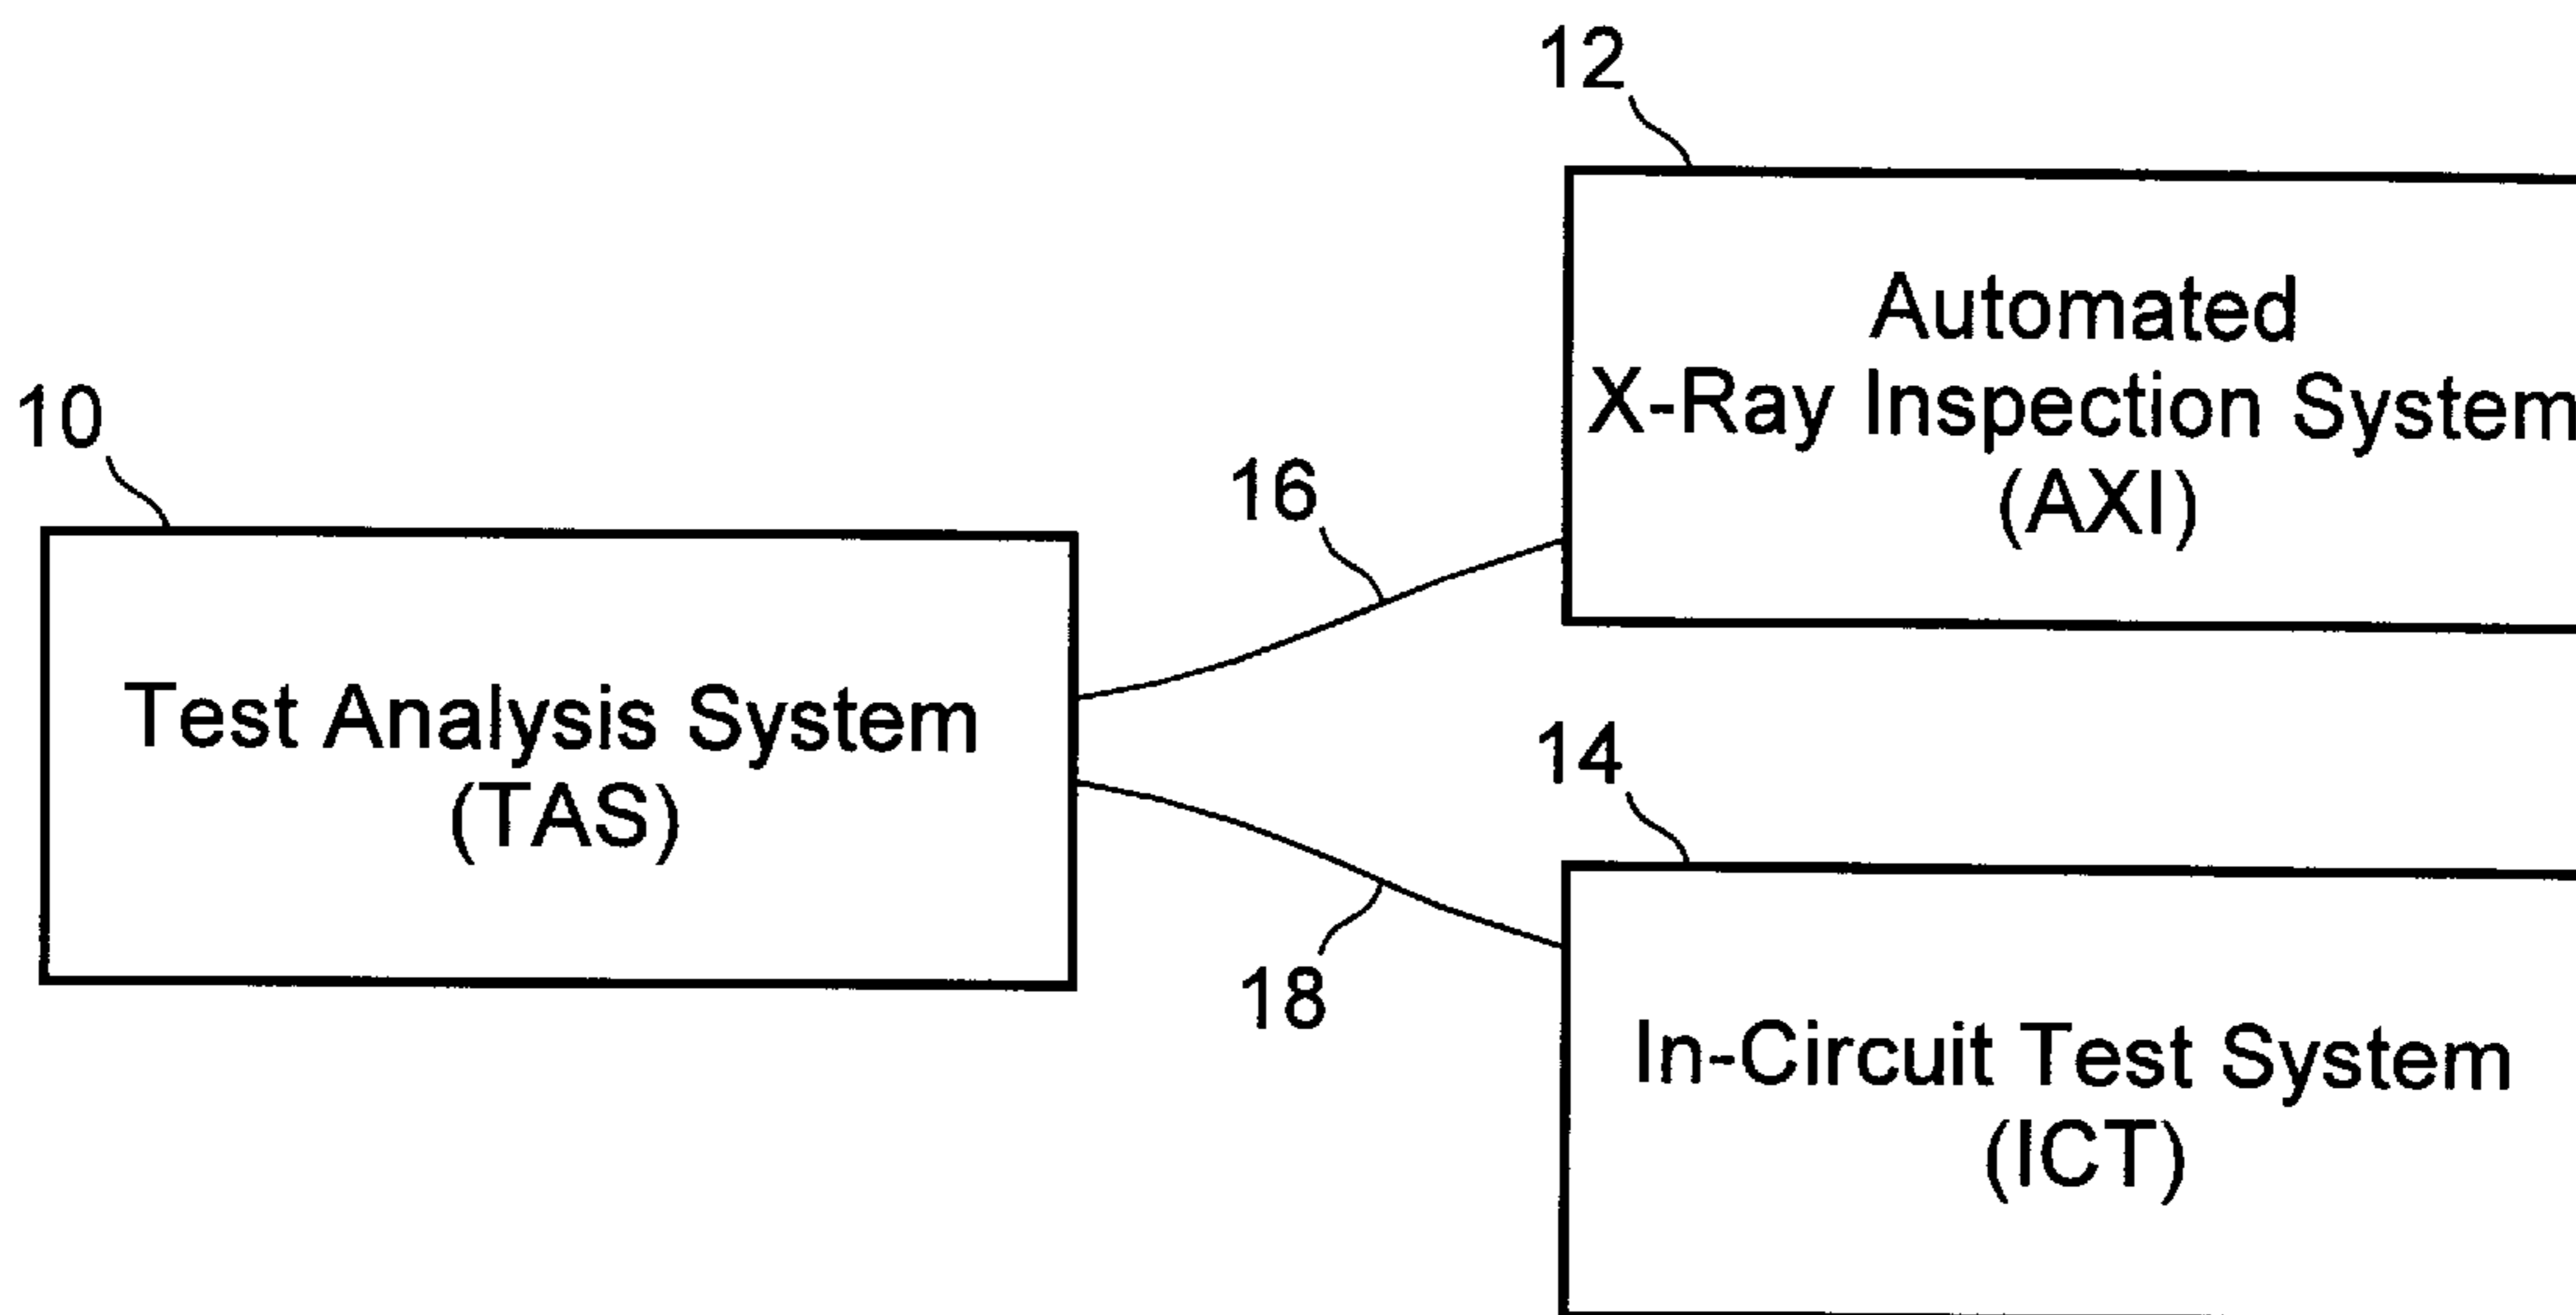 12
Automated
X-Ray Inspection System
(AXI)
10
16
Test Analysis System
(TAS)
14
18
In-Circuit Test System
(ICT)